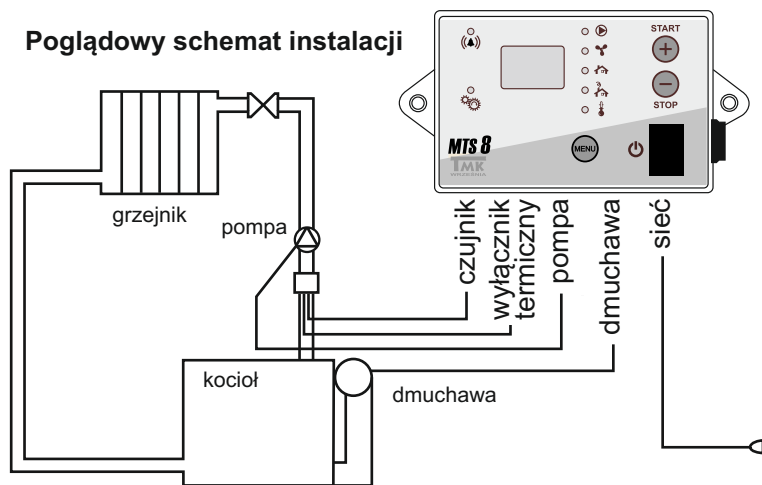 Poglądowy schemat instalacji
START
STOP
MTS 8
TMK
WRZEŚNIA
MENU
grzejnik
pompa
czujnik
wyłącznik
termiczny
pompa
dmuchawa
sieć
kocioł
dmuchawa